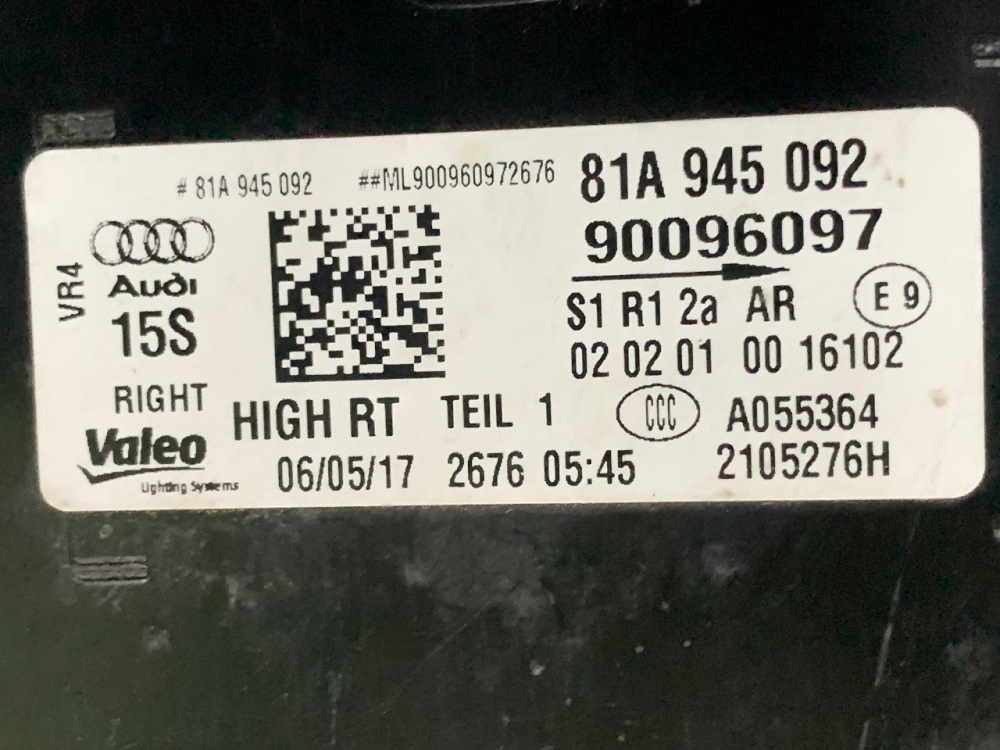 # 81A 945 092 ##ML900960972676 81A 945 092
90096097
VR4
Audi
15S
S1 R1 2a AR E 9
02 02 01 00 16102
RIGHT
HIGH RT TEIL 1 CCC A055364
Valeo
Lighting Systems
06/05/17 2676 05:45 2105276H